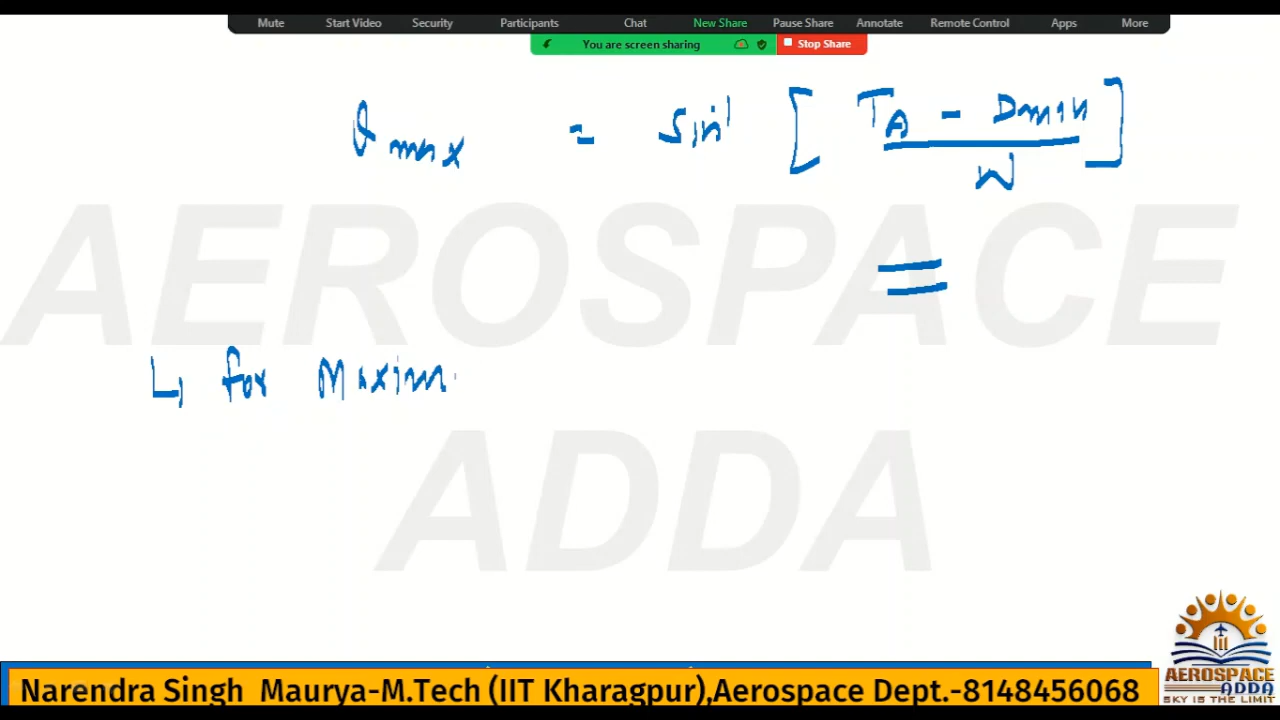 Mute Start Video Security Participants Chat New Share Pause Share Annotate Remote Control Apps More
You are screen sharing Stop Share
θmax = Sin⁻¹ [ TA - Dmin / W ]
=
↳ for Maxim
AEROSPACE
ADDA
Narendra Singh Maurya-M.Tech (IIT Kharagpur),Aerospace Dept.-8148456068
AEROSPACE
ADDA
SKY IS THE LIMIT